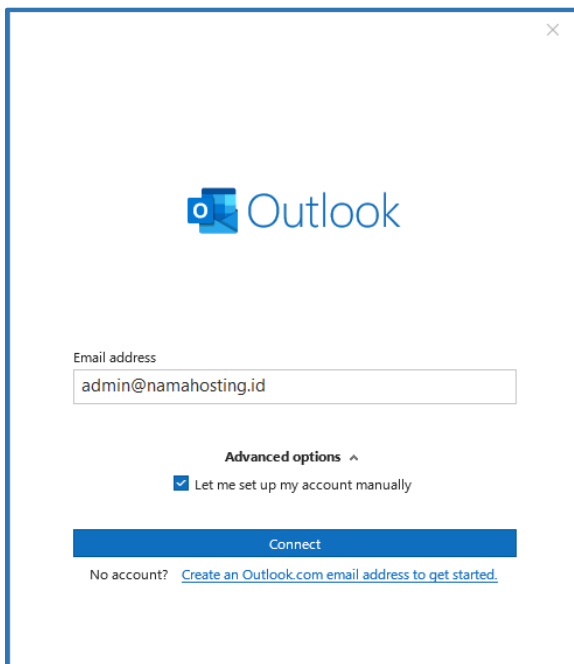 Outlook
Email address
admin@namahosting.id
Advanced options
Let me set up my account manually
Connect
No account? Create an Outlook.com email address to get started.